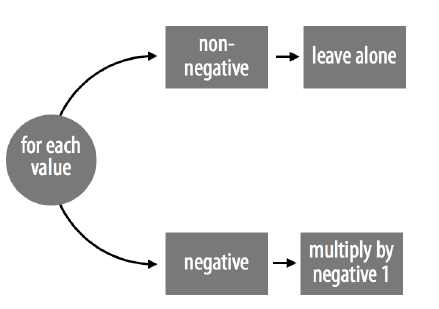 non-
negative
leave alone
for each
value
negative
multiply by
negative 1